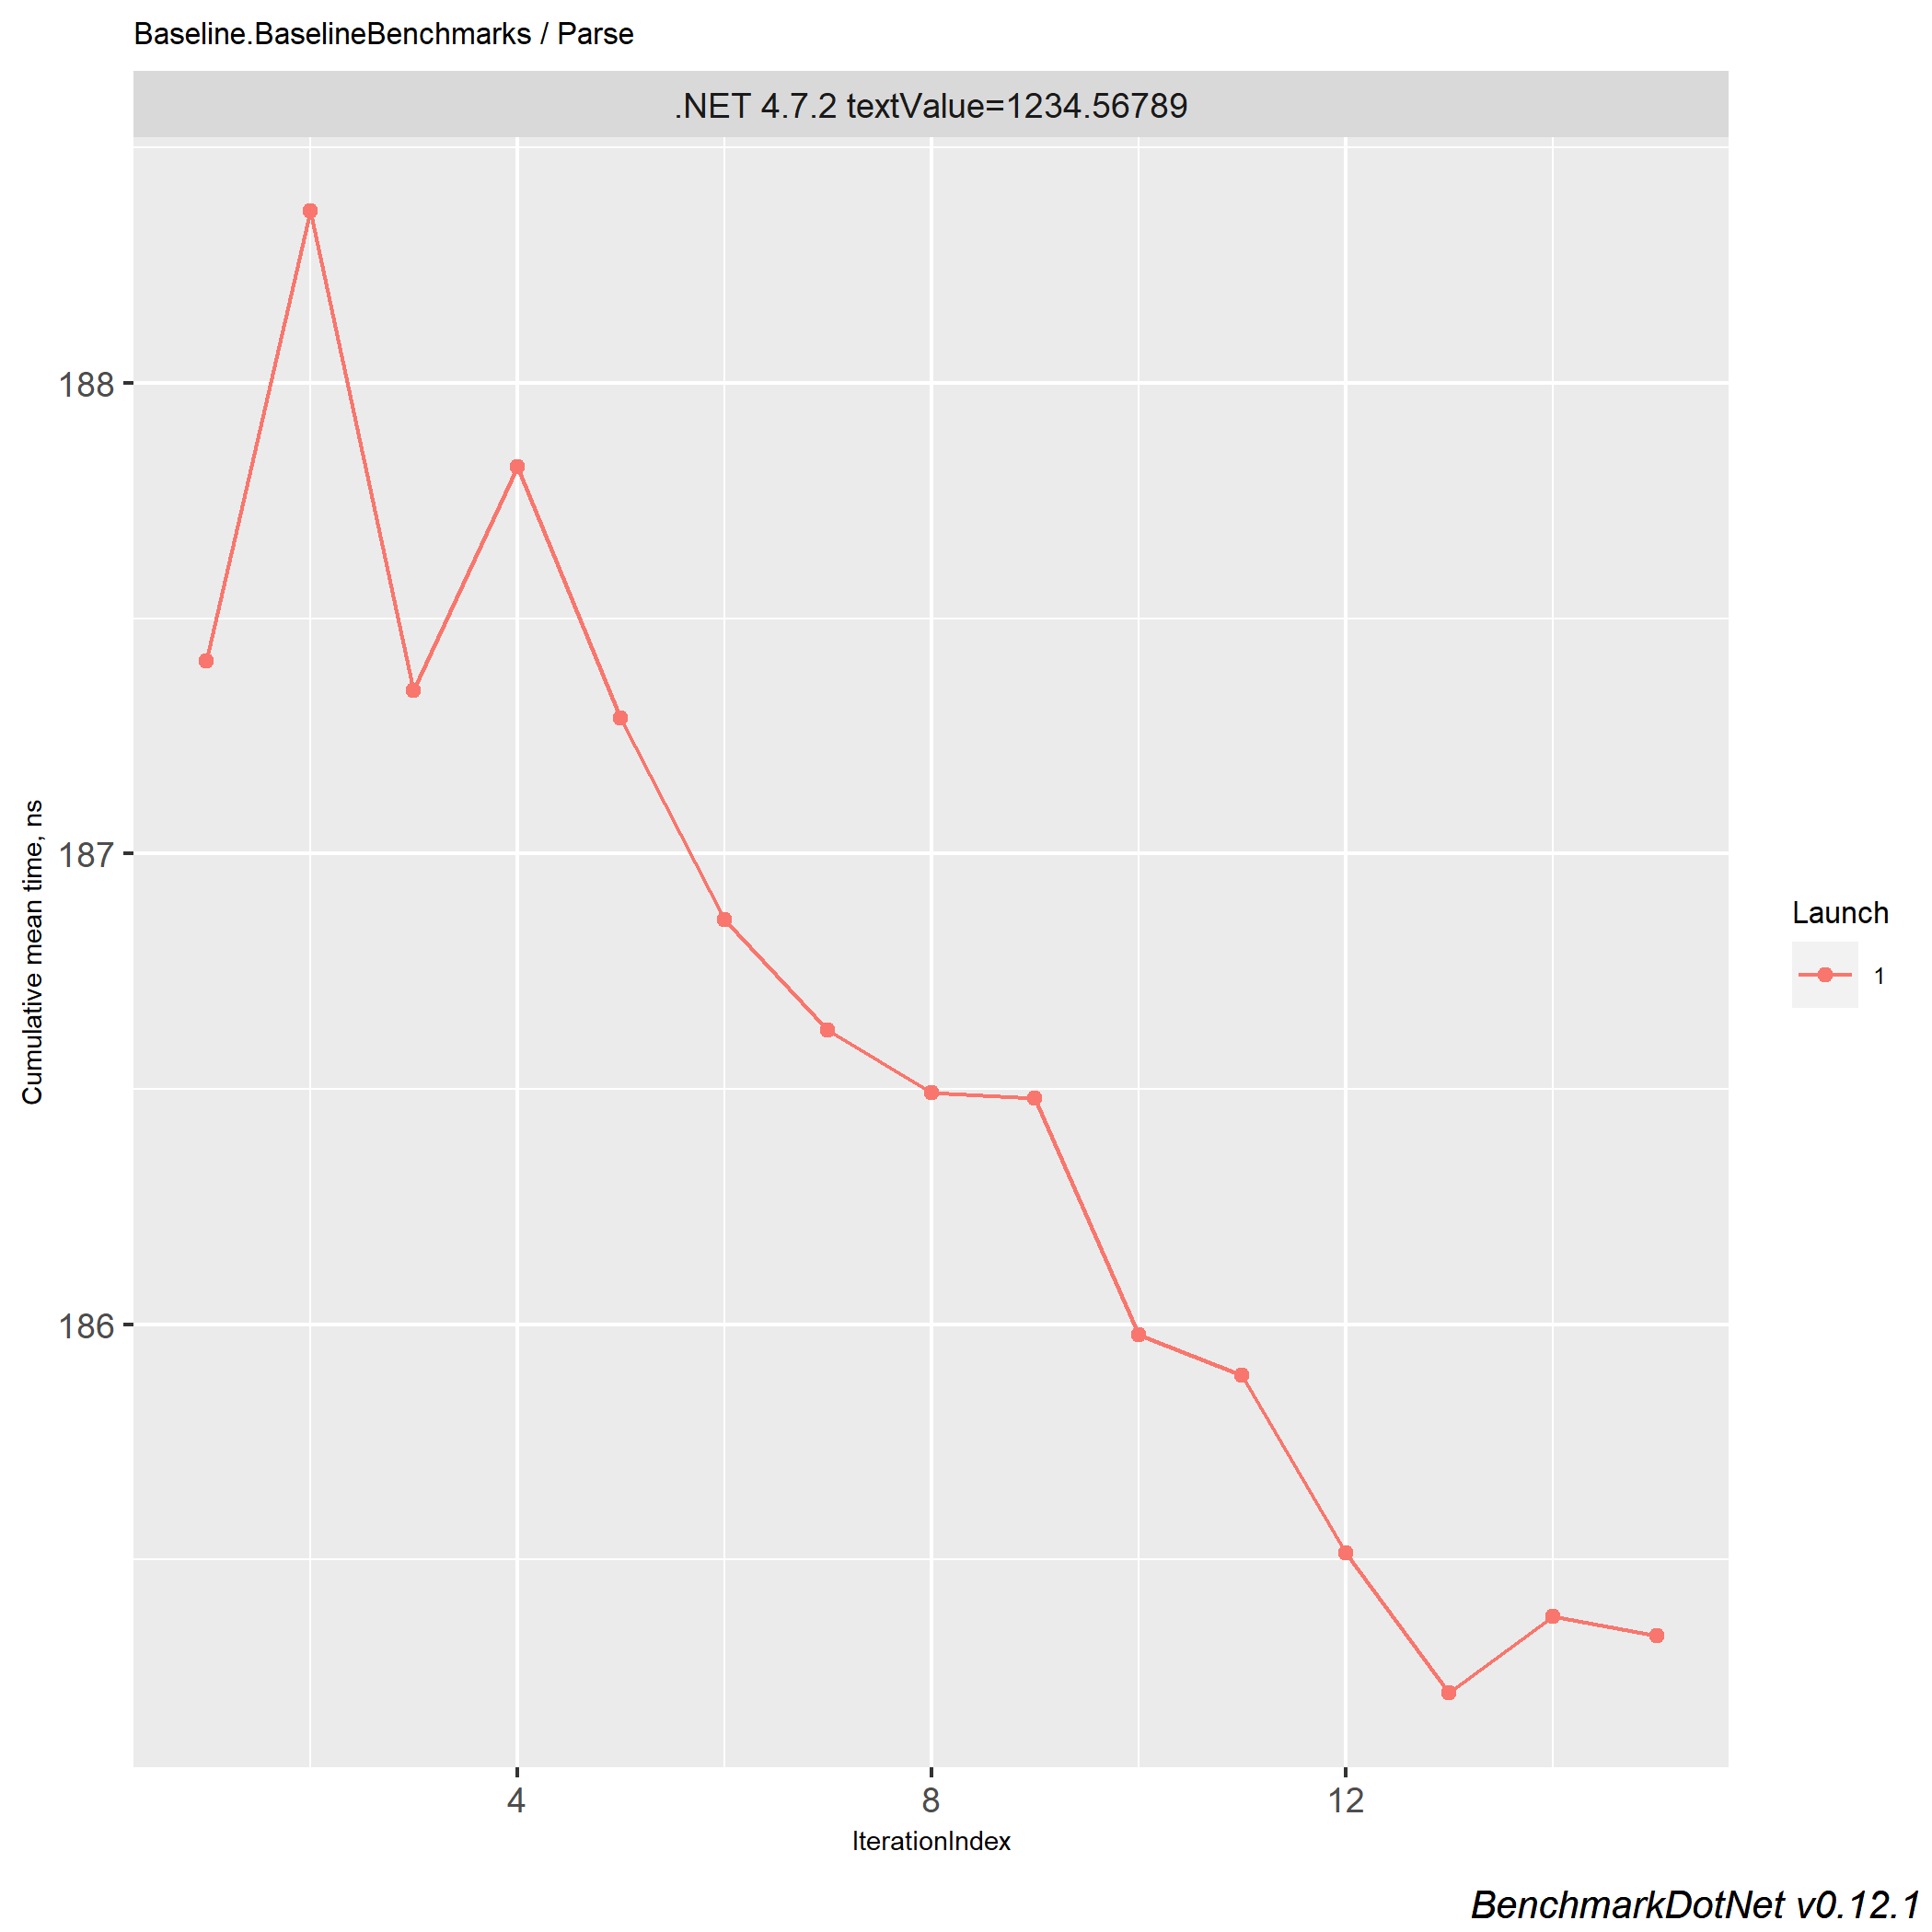 Baseline.BaselineBenchmarks / Parse
.NET 4.7.2 textValue=1234.56789
188
187
186
Cumulative mean time, ns
4 8 12
IterationIndex
Launch
1
BenchmarkDotNet v0.12.1